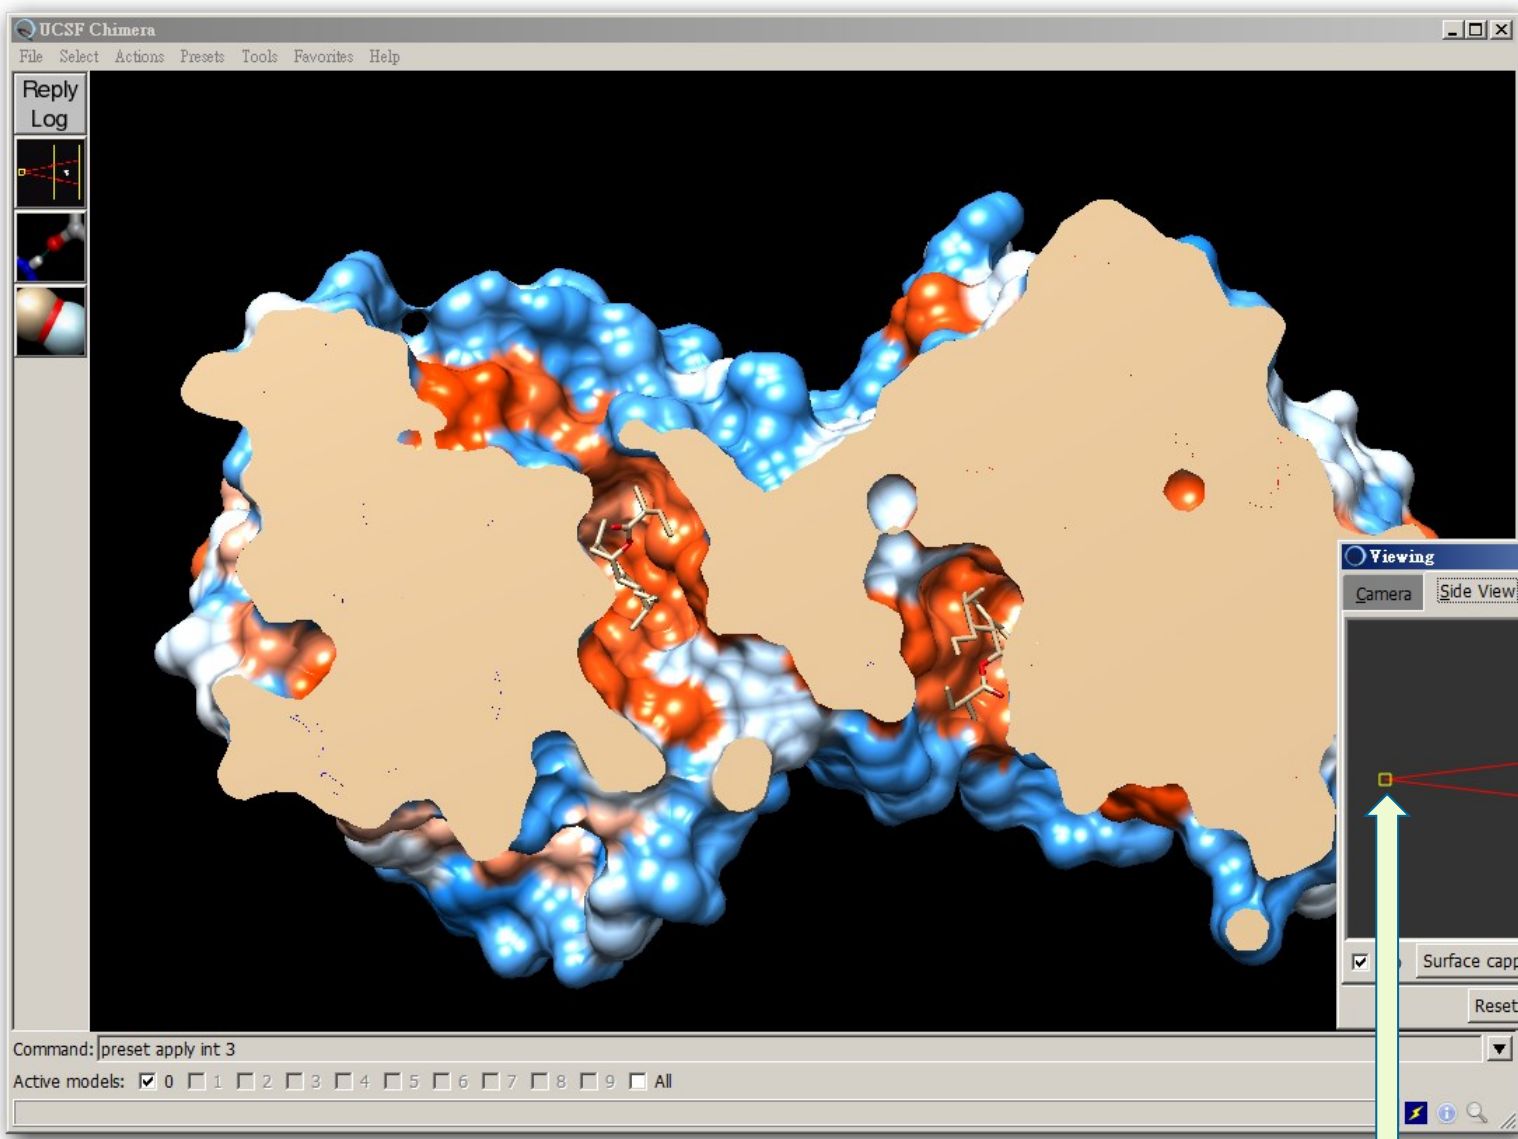 UCSF Chimera
File Select Actions Presets Tools Favorites Help
Reply
Log
Viewing
Camera Side View
Surface capp
Reset
Command: preset apply int 3
Active models: 0 1 2 3 4 5 6 7 8 9 All